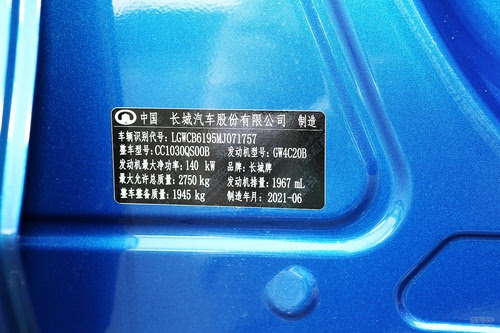 中国 长城汽车股份有限公司 制造
车辆识别代号: LGWCB6195MJ071757
整车型号: CC1030QS00B 发动机型号: GW4C20B
发动机最大净功率: 140 kW 品牌: 长城牌
最大允许总质量: 2750 kg 发动机排量: 1967 mL
整车整备质量: 1945 kg 制造年月: 2021-06